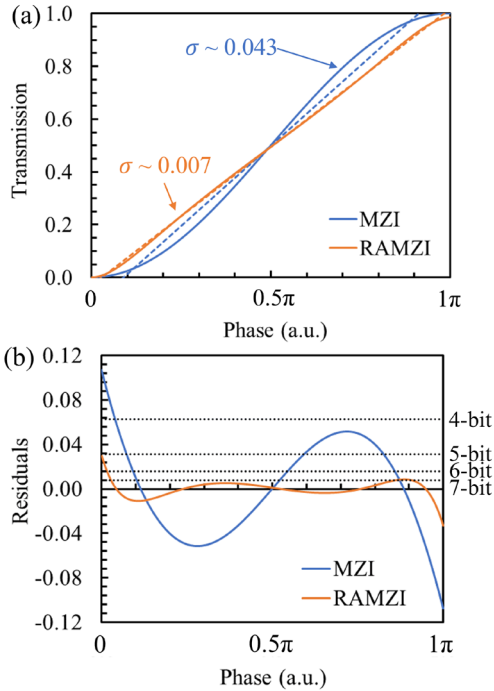 (a)
1.0
0.8
0.6
0.4
0.2
0.0
Transmission
σ ~ 0.043
σ ~ 0.007
MZI
RAMZI
0
0.5π
1π
Phase (a.u.)
(b)
0.12
0.08
0.04
0.00
-0.04
-0.08
-0.12
Residuals
4-bit
5-bit
6-bit
7-bit
MZI
RAMZI
0
0.5π
1π
Phase (a.u.)